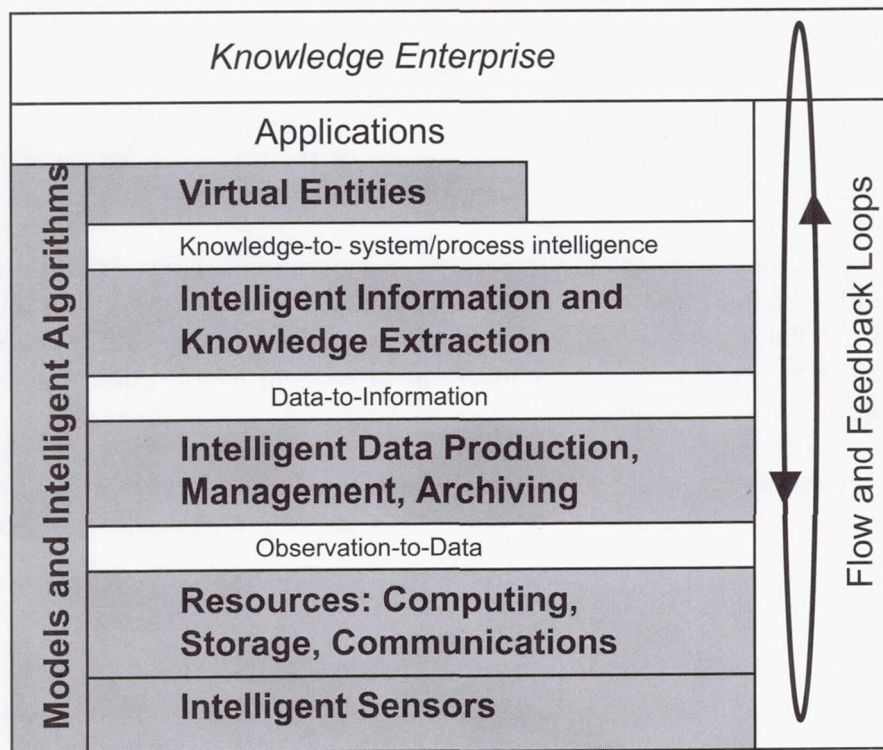 Knowledge Enterprise
Applications
Virtual Entities
Knowledge-to- system/process intelligence
Intelligent Information and
Knowledge Extraction
Data-to-Information
Intelligent Data Production,
Management, Archiving
Observation-to-Data
Resources: Computing,
Storage, Communications
Intelligent Sensors
Models and Intelligent Algorithms
Flow and Feedback Loops